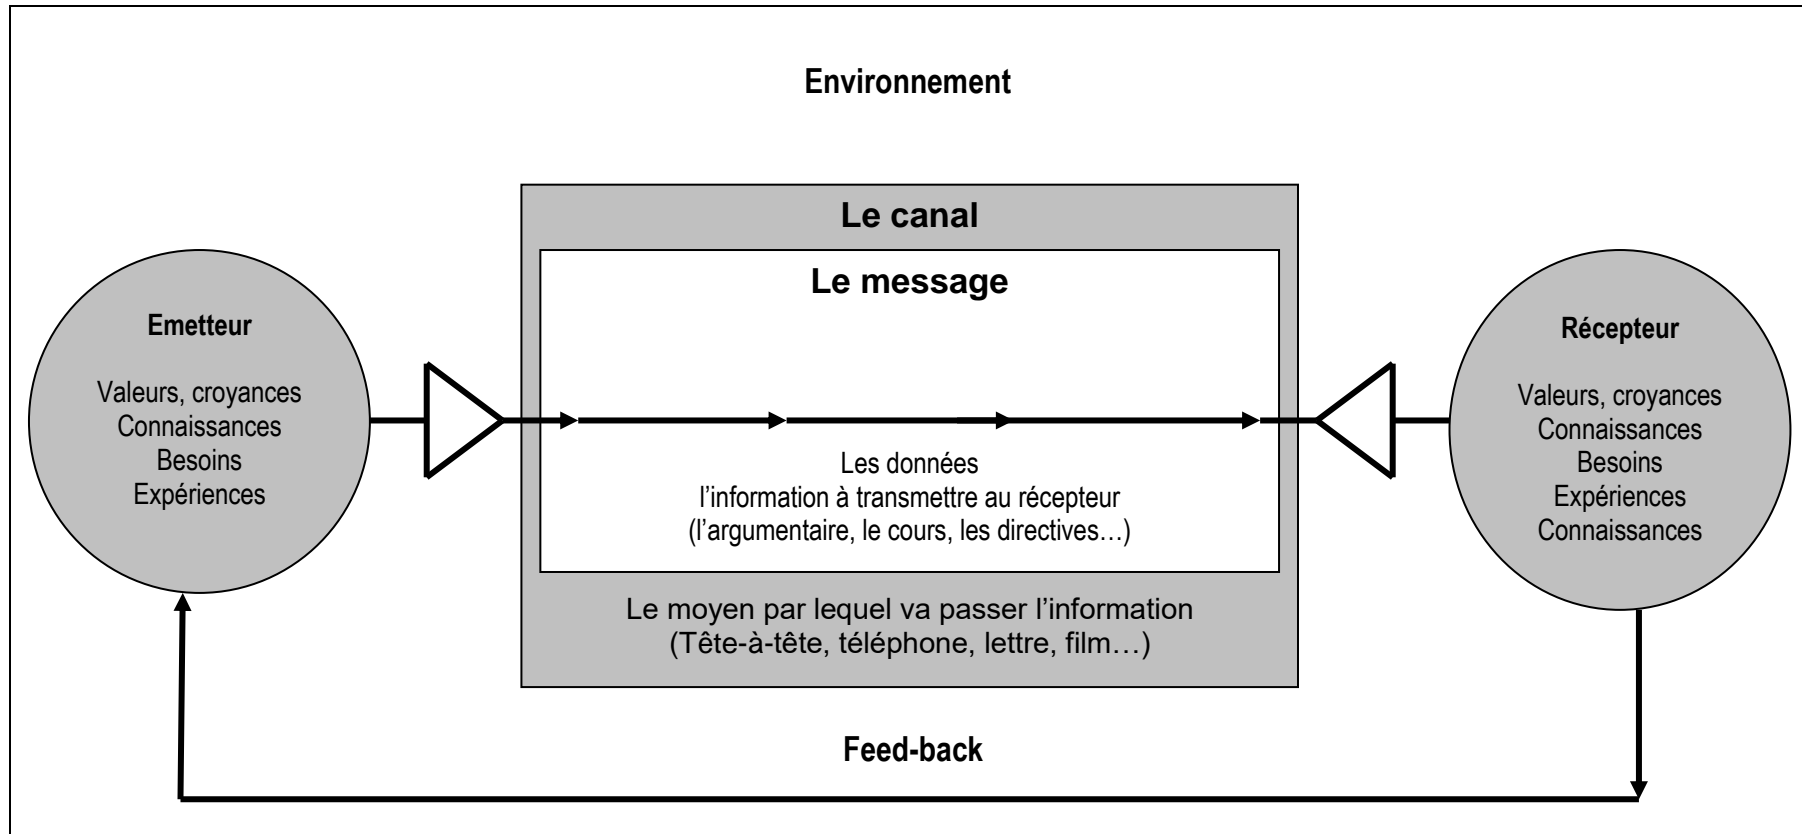 Environnement
Le canal
Le message
Emetteur
Valeurs, croyances
Connaissances
Besoins
Expériences
Les données
l’information à transmettre au récepteur
(l’argumentaire, le cours, les directives…)
Le moyen par lequel va passer l’information
(Tête-à-tête, téléphone, lettre, film…)
Récepteur
Valeurs, croyances
Connaissances
Besoins
Expériences
Connaissances
Feed-back